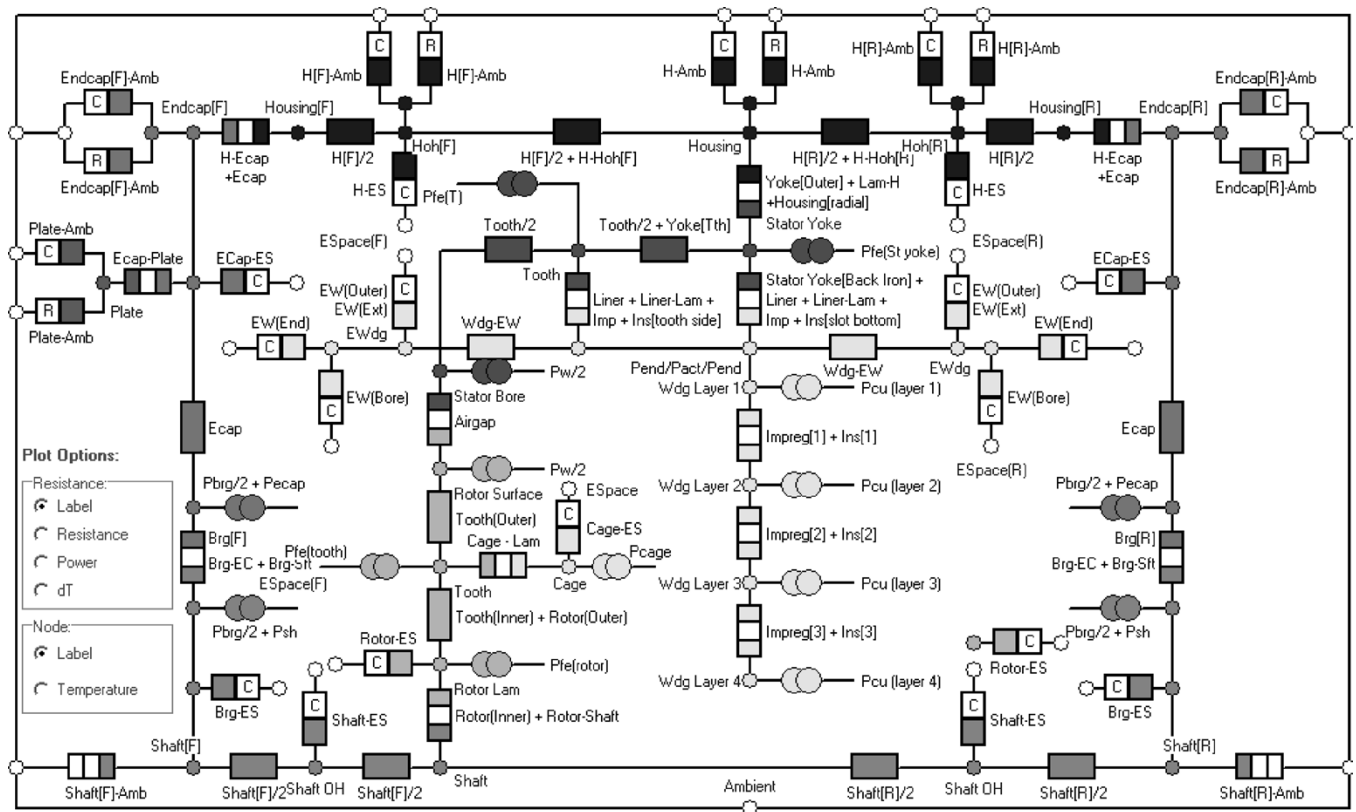 C
R
C
R
C
R
H[F]-Amb
H[F]-Amb
H-Amb
H-Amb
H[R]-Amb
H[R]-Amb
Endcap[F]-Amb
C
Endcap[F]
Housing[F]
Housing[R]
Endcap[R]
Endcap[R]-Amb
C
R
Endcap[F]-Amb
H-Ecap
+Ecap
H[F]/2
Hoh[F]
H[F]/2 + H-Hoh[F]
Housing
H[R]/2 + H-Hoh[R]
Hoh[R]
H[R]/2
H-Ecap
+Ecap
R
Endcap[R]-Amb
H-ES
C
Pfe(T)
Yoke[Outer] + Lam-H
+Housing[radial]
H-ES
C
Plate-Amb
C
Ecap-Plate
ECap-ES
C
ESpace(F)
Tooth/2
Tooth/2 + Yoke[Tth]
Stator Yoke
Pfe(St yoke)
ESpace(R)
ECap-ES
C
R
Plate
Plate-Amb
EW(Outer)
EW(Ext)
C
Tooth
Liner + Liner-Lam +
Imp + Ins[tooth side]
Stator Yoke[Back Iron] +
Liner + Liner-Lam +
Imp + Ins[slot bottom]
C
EW(Outer)
EW(Ext)
EW(End)
C
EWdg
Wdg-EW
EW(End)
C
EW(Bore)
C
Pw/2
Pend/Pact/Pend
Wdg-EW
EWdg
EW(Bore)
C
Stator Bore
Airgap
Wdg Layer 1
Pcu (layer 1)
Ecap
Impreg[1] + Ins[1]
ESpace(R)
Ecap
Plot Options:
Resistance:
Label
Resistance
Power
dT
Node:
Label
Temperature
Pbrg/2 + Pecap
Pw/2
Rotor Surface
ESpace
Wdg Layer 2
Pcu (layer 2)
Pbrg/2 + Pecap
Tooth(Outer)
C
Cage-ES
Brg[F]
Brg-EC + Brg-Sft
ESpace(F)
Pfe(tooth)
Cage - Lam
Pcage
Cage
Impreg[2] + Ins[2]
Brg[R]
Brg-EC + Brg-Sft
Wdg Layer 3
Pcu (layer 3)
Tooth
Pbrg/2 + Psh
Tooth(Inner) + Rotor(Outer)
Impreg[3] + Ins[3]
Pbrg/2 + Psh
Rotor-ES
C
C
Rotor-ES
Pfe(rotor)
Wdg Layer 4
Pcu (layer 4)
C
Brg-ES
Rotor Lam
Rotor(Inner) + Rotor-Shaft
C
Shaft-ES
C
Shaft-ES
C
Brg-ES
Shaft[F]
Shaft[R]
Shaft[F]-Amb
Shaft[F]/2
Shaft OH
Shaft[F]/2
Shaft
Ambient
Shaft[R]/2
Shaft OH
Shaft[R]/2
Shaft[R]-Amb